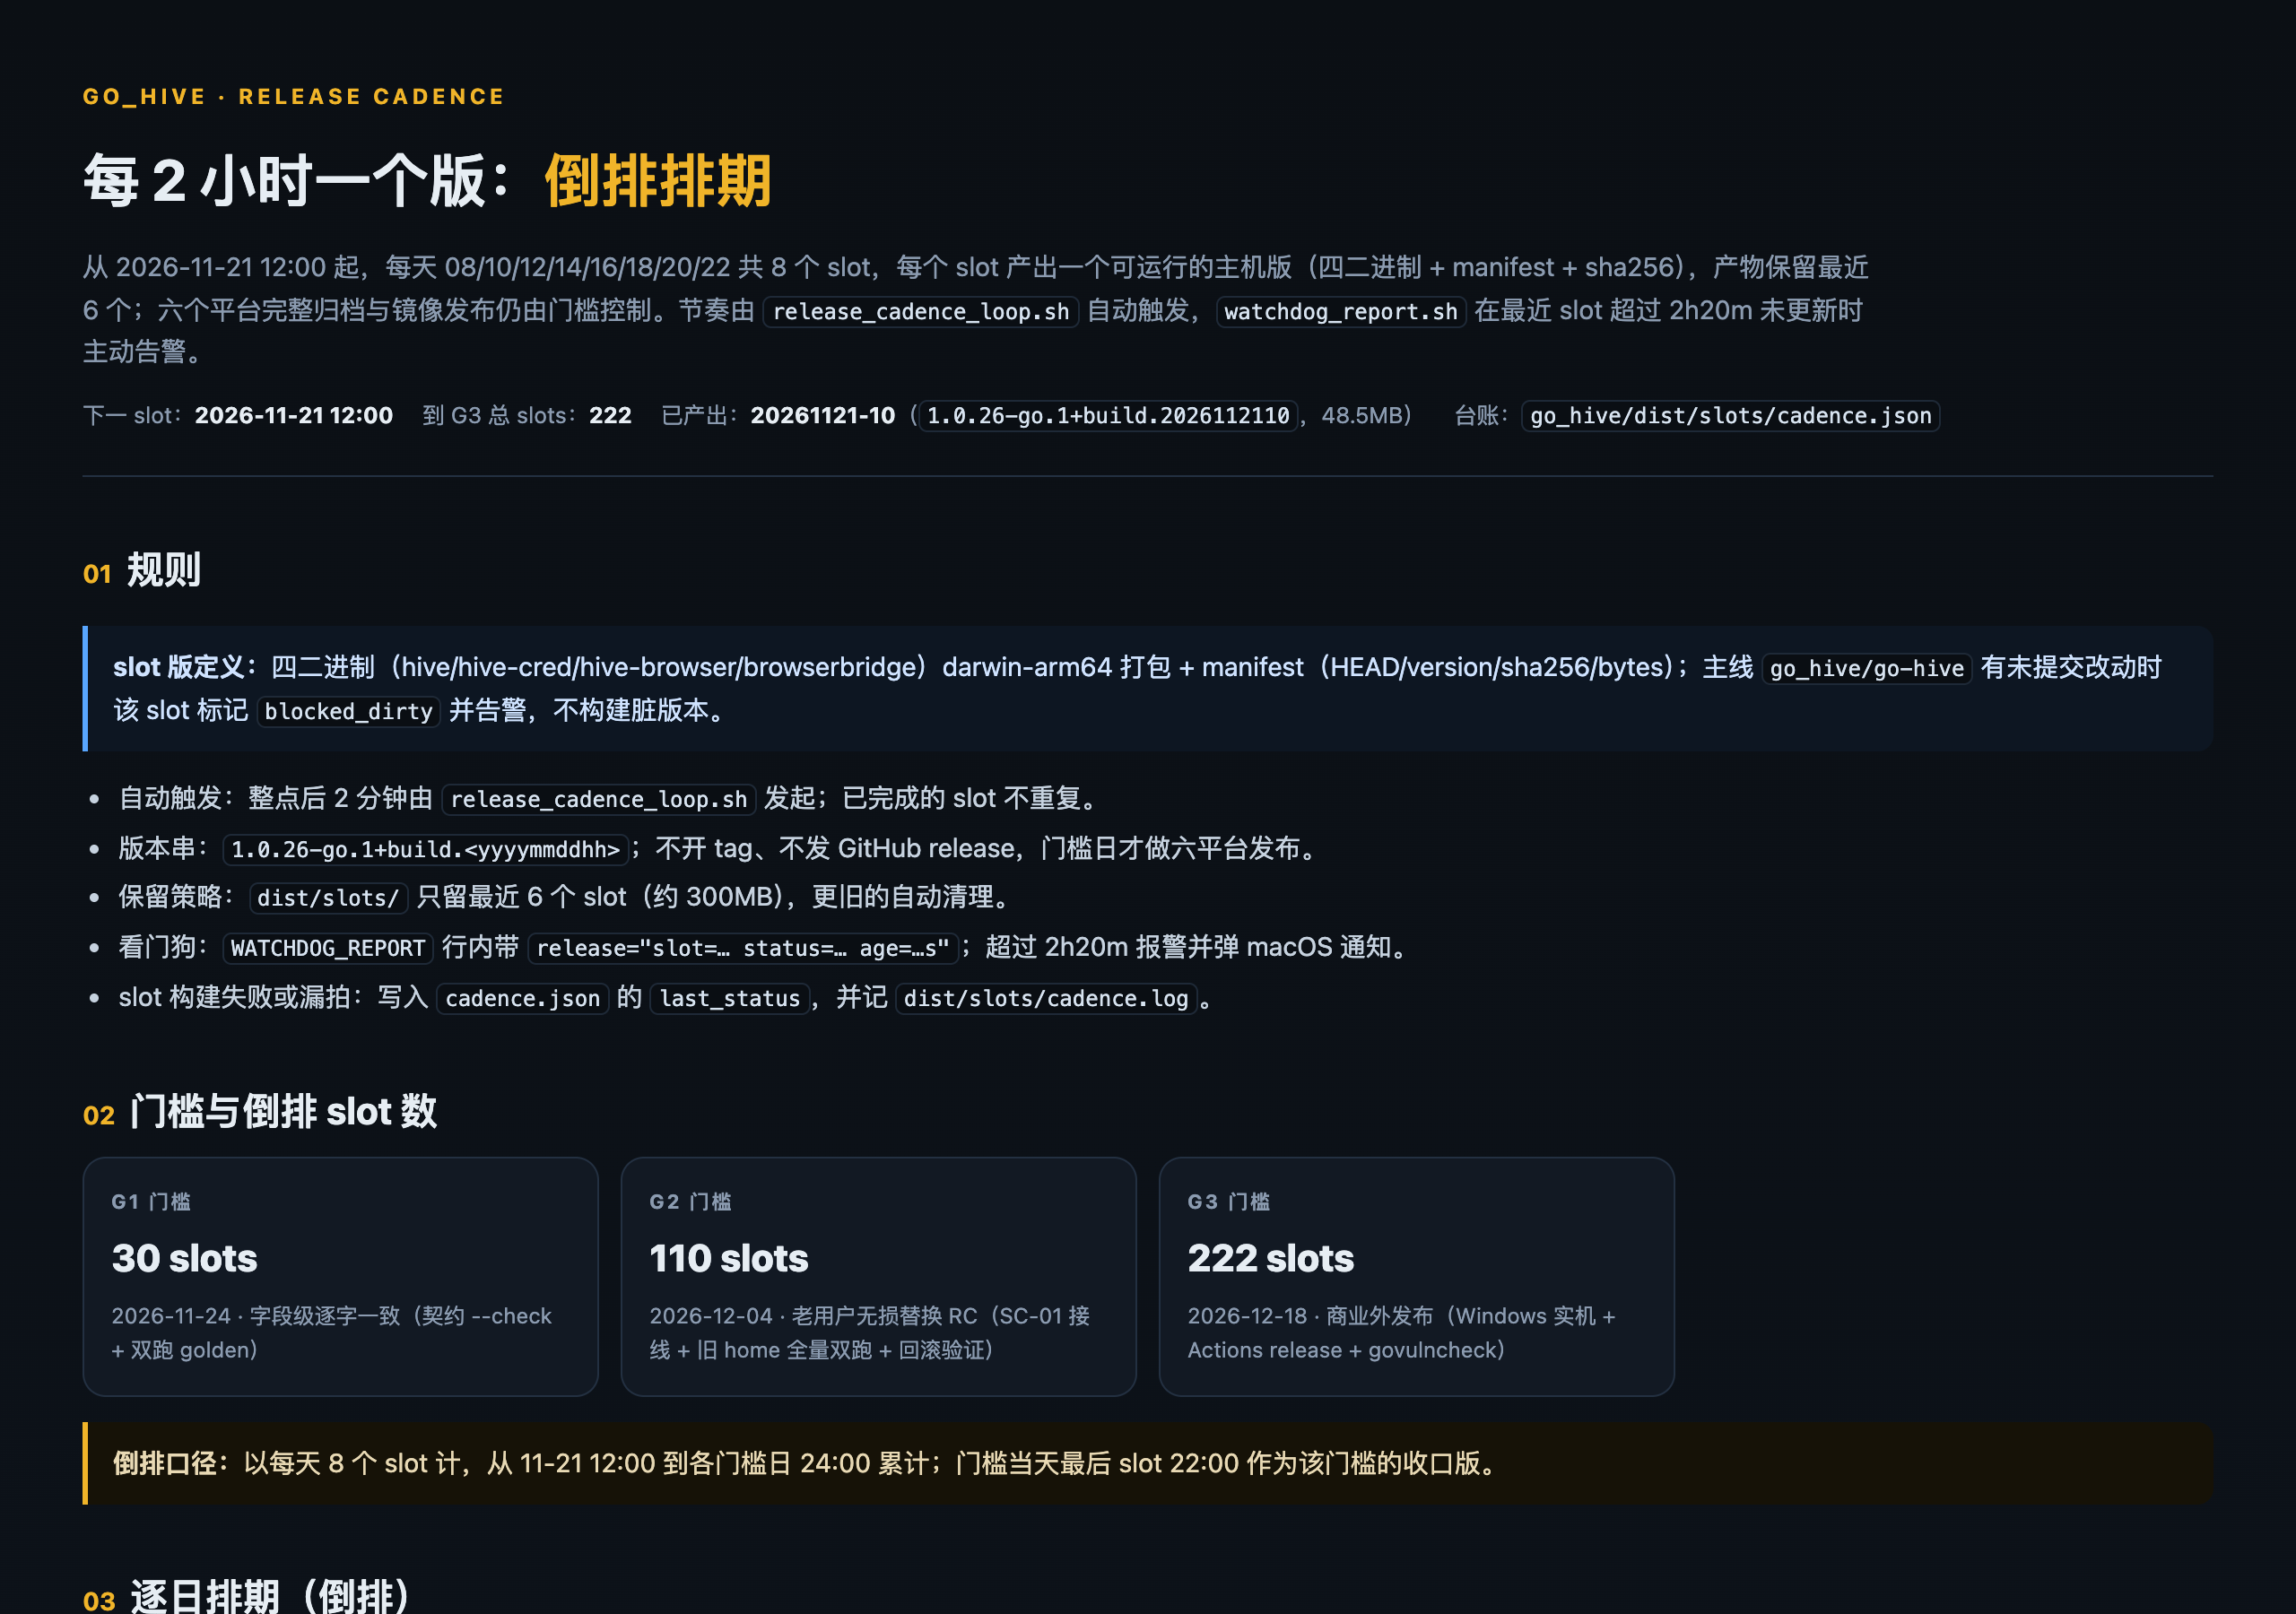 GO_HIVE · RELEASE CADENCE
每 2 小时一个版：倒排排期
从 2026-11-21 12:00 起，每天 08/10/12/14/16/18/20/22 共 8 个 slot，每个 slot 产出一个可运行的主机版（四二进制 + manifest + sha256），产物保留最近
6 个；六个平台完整归档与镜像发布仍由门槛控制。节奏由 release_cadence_loop.sh 自动触发，watchdog_report.sh 在最近 slot 超过 2h20m 未更新时
主动告警。
下一 slot：2026-11-21 12:00 到 G3 总 slots：222 已产出：20261121-10（1.0.26-go.1+build.2026112110，48.5MB） 台账：go_hive/dist/slots/cadence.json
01 规则
slot 版定义：四二进制（hive/hive-cred/hive-browser/browserbridge）darwin-arm64 打包 + manifest（HEAD/version/sha256/bytes）；主线 go_hive/go-hive 有未提交改动时
该 slot 标记 blocked_dirty 并告警，不构建脏版本。
• 自动触发：整点后 2 分钟由 release_cadence_loop.sh 发起；已完成的 slot 不重复。
• 版本串：1.0.26-go.1+build.<yyyymmddhh>；不开 tag、不发 GitHub release，门槛日才做六平台发布。
• 保留策略：dist/slots/ 只留最近 6 个 slot（约 300MB），更旧的自动清理。
• 看门狗：WATCHDOG_REPORT 行内带 release="slot=… status=… age=…s"；超过 2h20m 报警并弹 macOS 通知。
• slot 构建失败或漏拍：写入 cadence.json 的 last_status，并记 dist/slots/cadence.log。
02 门槛与倒排 slot 数
G1 门槛
30 slots
2026-11-24 · 字段级逐字一致（契约 --check
+ 双跑 golden）
G2 门槛
110 slots
2026-12-04 · 老用户无损替换 RC（SC-01 接
线 + 旧 home 全量双跑 + 回滚验证）
G3 门槛
222 slots
2026-12-18 · 商业外发布（Windows 实机 +
Actions release + govulncheck）
倒排口径：以每天 8 个 slot 计，从 11-21 12:00 到各门槛日 24:00 累计；门槛当天最后 slot 22:00 作为该门槛的收口版。
03 逐日排期（倒排）